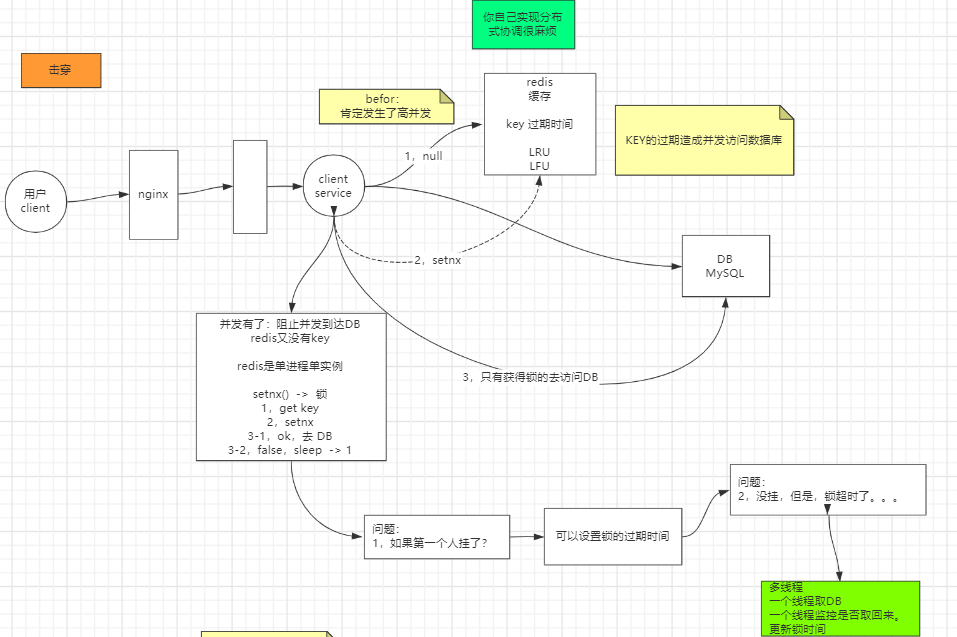 你自己实现分布
式协调很麻烦
击穿
befor：
肯定发生了高并发
redis
缓存
key 过期时间
LRU
LFU
KEY的过期造成并发访问数据库
1，null
用户
client
nginx
client
service
2，setnx
DB
MySQL
并发有了：阻止并发到达DB
redis又没有key
redis是单进程单实例
setnx() -> 锁
1，get key
2，setnx
3-1，ok，去 DB
3-2，false，sleep -> 1
3，只有获得锁的去访问DB
问题：
1，如果第一个人挂了？
可以设置锁的过期时间
问题：
2，没挂，但是，锁超时了。。。
多线程
一个线程取DB
一个线程监控是否取回来。
更新锁时间